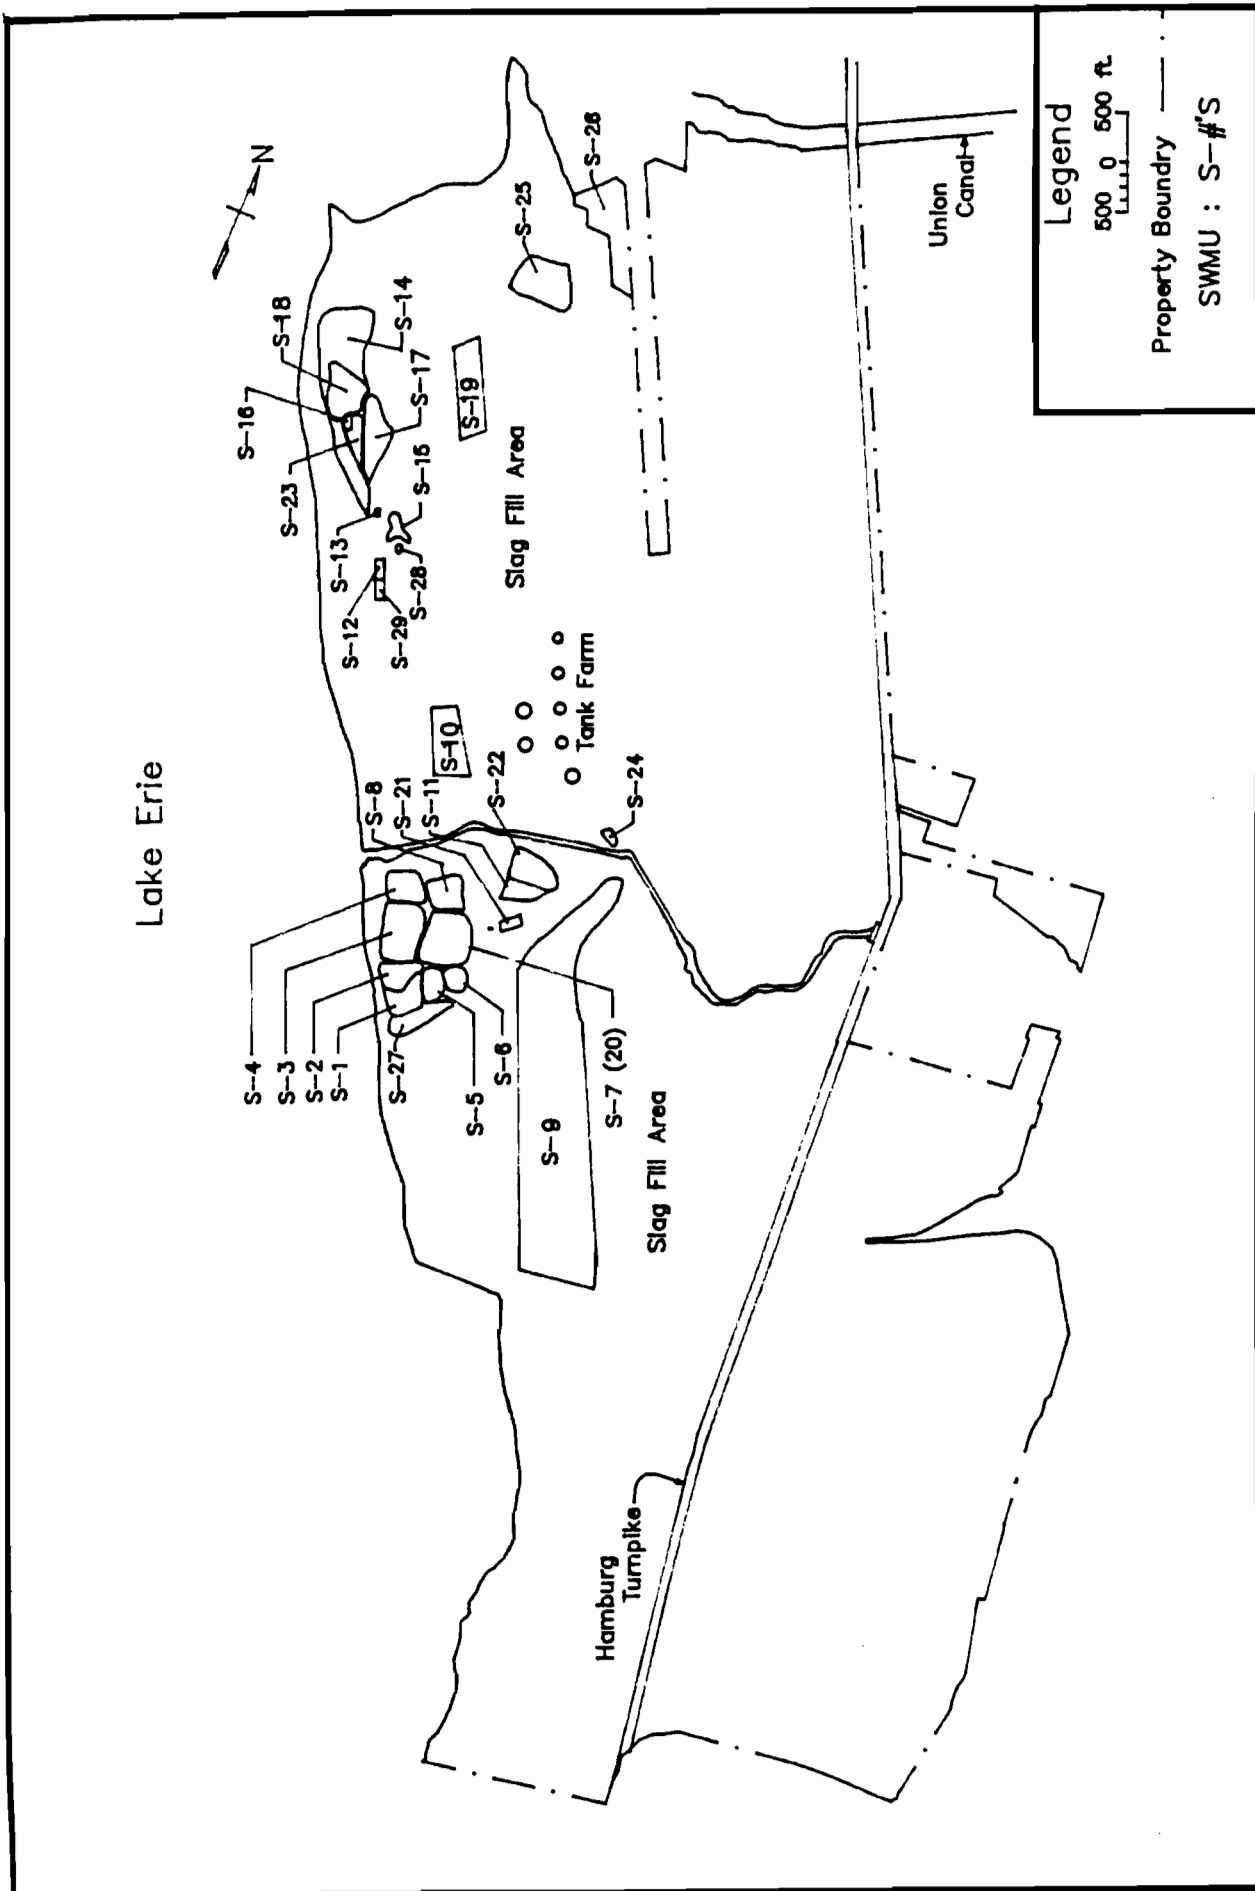 Lake Erie
N
S-4
S-3
S-2
S-1
S-27
S-5
S-6
S-7 (20)
S-8
S-21
S-11
S-22
S-10
S-24
S-9
Slag Fill Area
Tank Farm
S-12
S-29
S-28
S-13
S-15
S-23
S-16
S-17
S-18
S-14
S-19
Slag Fill Area
S-25
S-26
Hamburg
Turnpike
Union
Canal
Legend
500 0 500 ft.
Property Boundry
SWMU : S-#'S